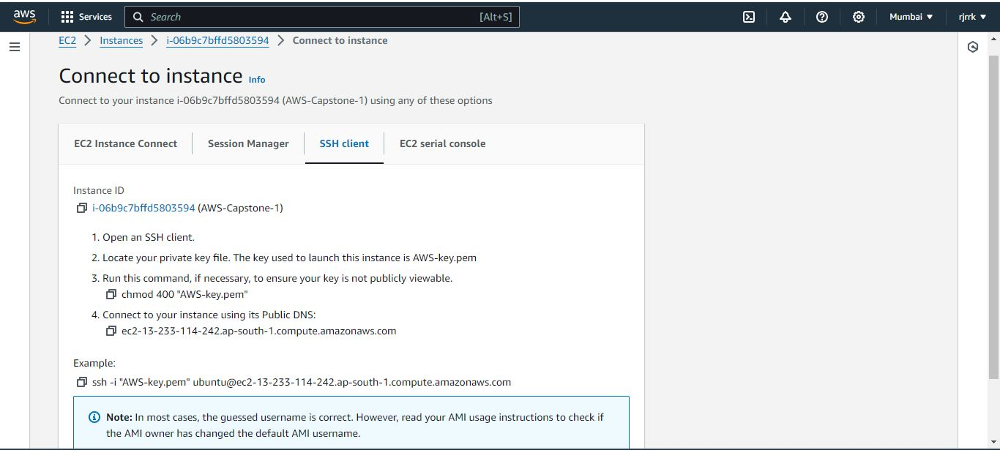 aws Services Search [Alt+S] Mumbai rjrrk
EC2 Instances i-06b9c7bffd5803594 Connect to instance
Connect to instance Info
Connect to your instance i-06b9c7bffd5803594 (AWS-Capstone-1) using any of these options
EC2 Instance Connect Session Manager SSH client EC2 serial console
Instance ID
i-06b9c7bffd5803594 (AWS-Capstone-1)
1. Open an SSH client.
2. Locate your private key file. The key used to launch this instance is AWS-key.pem
3. Run this command, if necessary, to ensure your key is not publicly viewable.
chmod 400 "AWS-key.pem"
4. Connect to your instance using its Public DNS:
ec2-13-233-114-242.ap-south-1.compute.amazonaws.com
Example:
ssh -i "AWS-key.pem" ubuntu@ec2-13-233-114-242.ap-south-1.compute.amazonaws.com
Note: In most cases, the guessed username is correct. However, read your AMI usage instructions to check if
the AMI owner has changed the default AMI username.